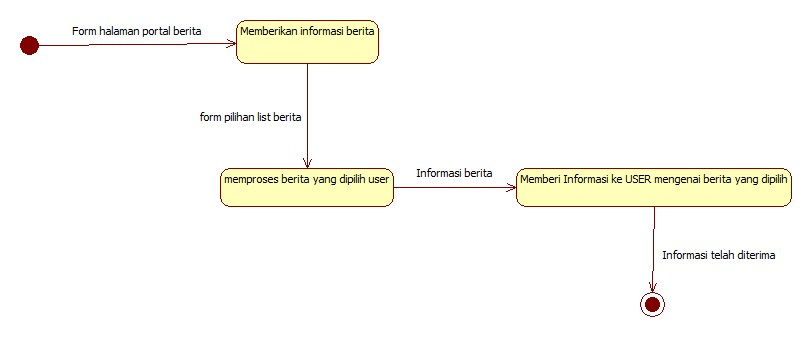 Form halaman portal berita
Memberikan informasi berita
form pilihan list berita
memproses berita yang dipilih user
Informasi berita
Memberi Informasi ke USER mengenai berita yang dipilih
Informasi telah diterima